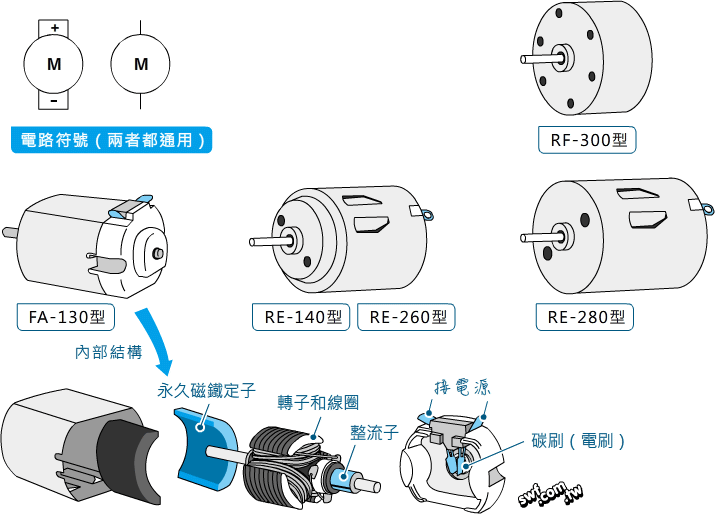 +
M
M
−
電路符號（兩者都通用）
RF-300型
FA-130型
RE-140型
RE-260型
RE-280型
內部結構
永久磁鐵定子
轉子和線圈
整流子
接電源
碳刷（電刷）
swf.com.tw